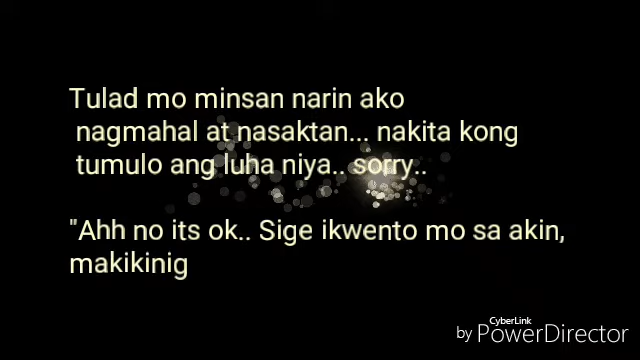 Tulad mo minsan narin ako
nagmahal at nasaktan... nakita kong
tumulo ang luha niya.. sorry..
"Ahh no its ok.. Sige ikwento mo sa akin,
makikinig
CyberLink
by PowerDirector